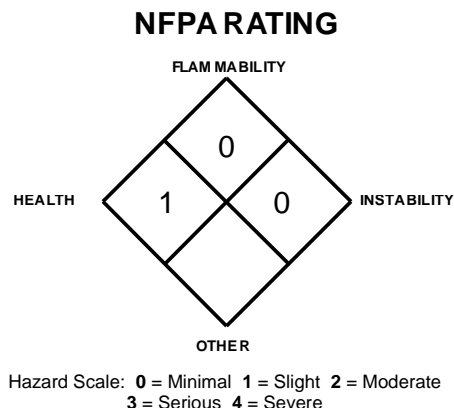 NFPA RATING
FLAMMABILITY
0
HEALTH 1 0 INSTABILITY
OTHER
Hazard Scale: 0 = Minimal 1 = Slight 2 = Moderate
3 = Serious 4 = Severe